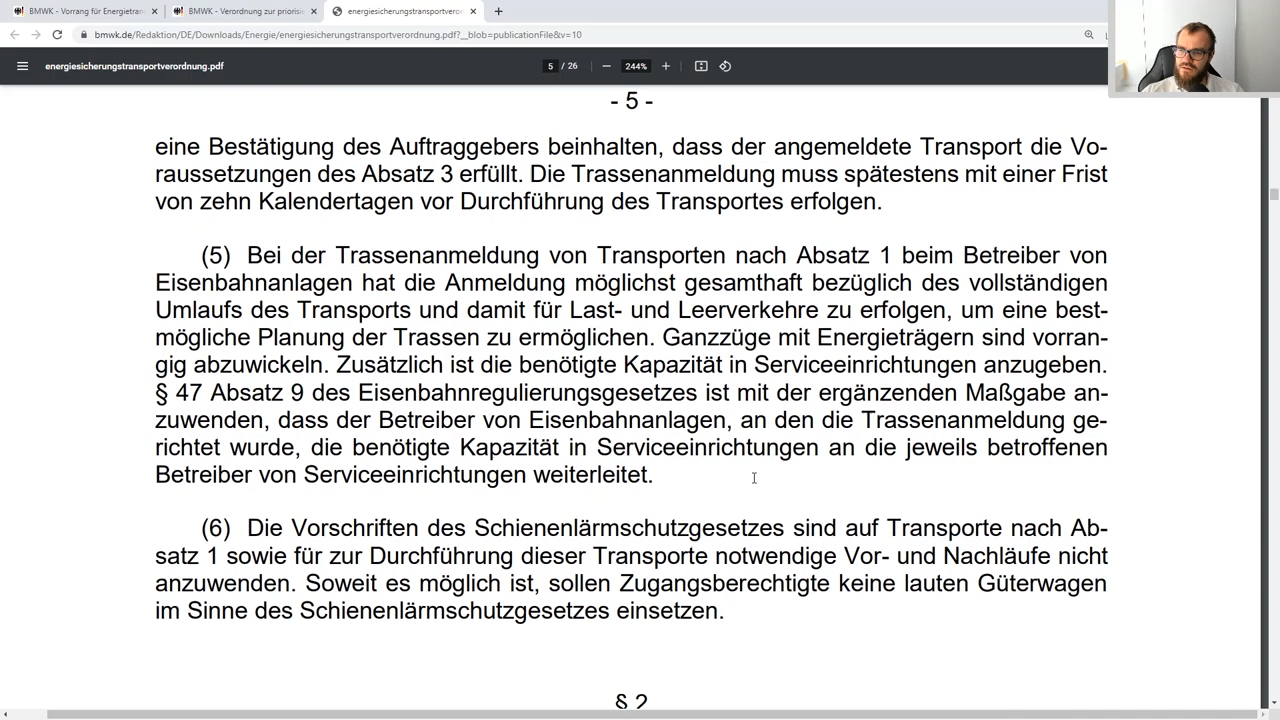 BMWK - Vorrang für Energietran
BMWK - Verordnung zur priorisie
energiesicherungstransportveror
bmwk.de/Redaktion/DE/Downloads/Energie/energiesicherungstransportverordnung.pdf?__blob=publicationFile&v=10
energiesicherungstransportverordnung.pdf
5 / 26
244%
- 5 -
eine Bestätigung des Auftraggebers beinhalten, dass der angemeldete Transport die Vo-
raussetzungen des Absatz 3 erfüllt. Die Trassenanmeldung muss spätestens mit einer Frist
von zehn Kalendertagen vor Durchführung des Transportes erfolgen.
(5) Bei der Trassenanmeldung von Transporten nach Absatz 1 beim Betreiber von
Eisenbahnanlagen hat die Anmeldung möglichst gesamthaft bezüglich des vollständigen
Umlaufs des Transports und damit für Last- und Leerverkehre zu erfolgen, um eine best-
mögliche Planung der Trassen zu ermöglichen. Ganzzüge mit Energieträgern sind vorran-
gig abzuwickeln. Zusätzlich ist die benötigte Kapazität in Serviceeinrichtungen anzugeben.
§ 47 Absatz 9 des Eisenbahnregulierungsgesetzes ist mit der ergänzenden Maßgabe an-
zuwenden, dass der Betreiber von Eisenbahnanlagen, an den die Trassenanmeldung ge-
richtet wurde, die benötigte Kapazität in Serviceeinrichtungen an die jeweils betroffenen
Betreiber von Serviceeinrichtungen weiterleitet.
(6) Die Vorschriften des Schienenlärmschutzgesetzes sind auf Transporte nach Ab-
satz 1 sowie für zur Durchführung dieser Transporte notwendige Vor- und Nachläufe nicht
anzuwenden. Soweit es möglich ist, sollen Zugangsberechtigte keine lauten Güterwagen
im Sinne des Schienenlärmschutzgesetzes einsetzen.
§ 2